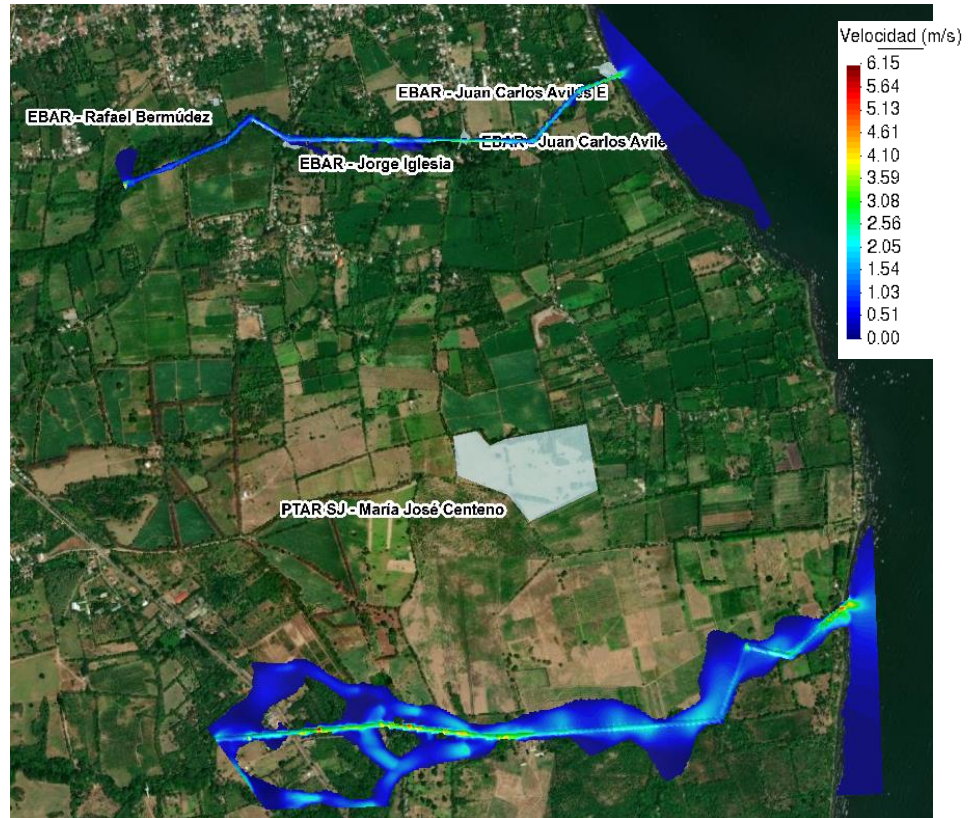 Velocidad (m/s)
6.15
5.64
5.13
4.61
4.10
3.59
3.08
2.56
2.05
1.54
1.03
0.51
0.00
EBAR - Juan Carlos Avilés E
EBAR - Rafael Bermúdez
EBAR - Juan Carlos Avile
EBAR - Jorge Iglesia
PTAR SJ - María José Centeno